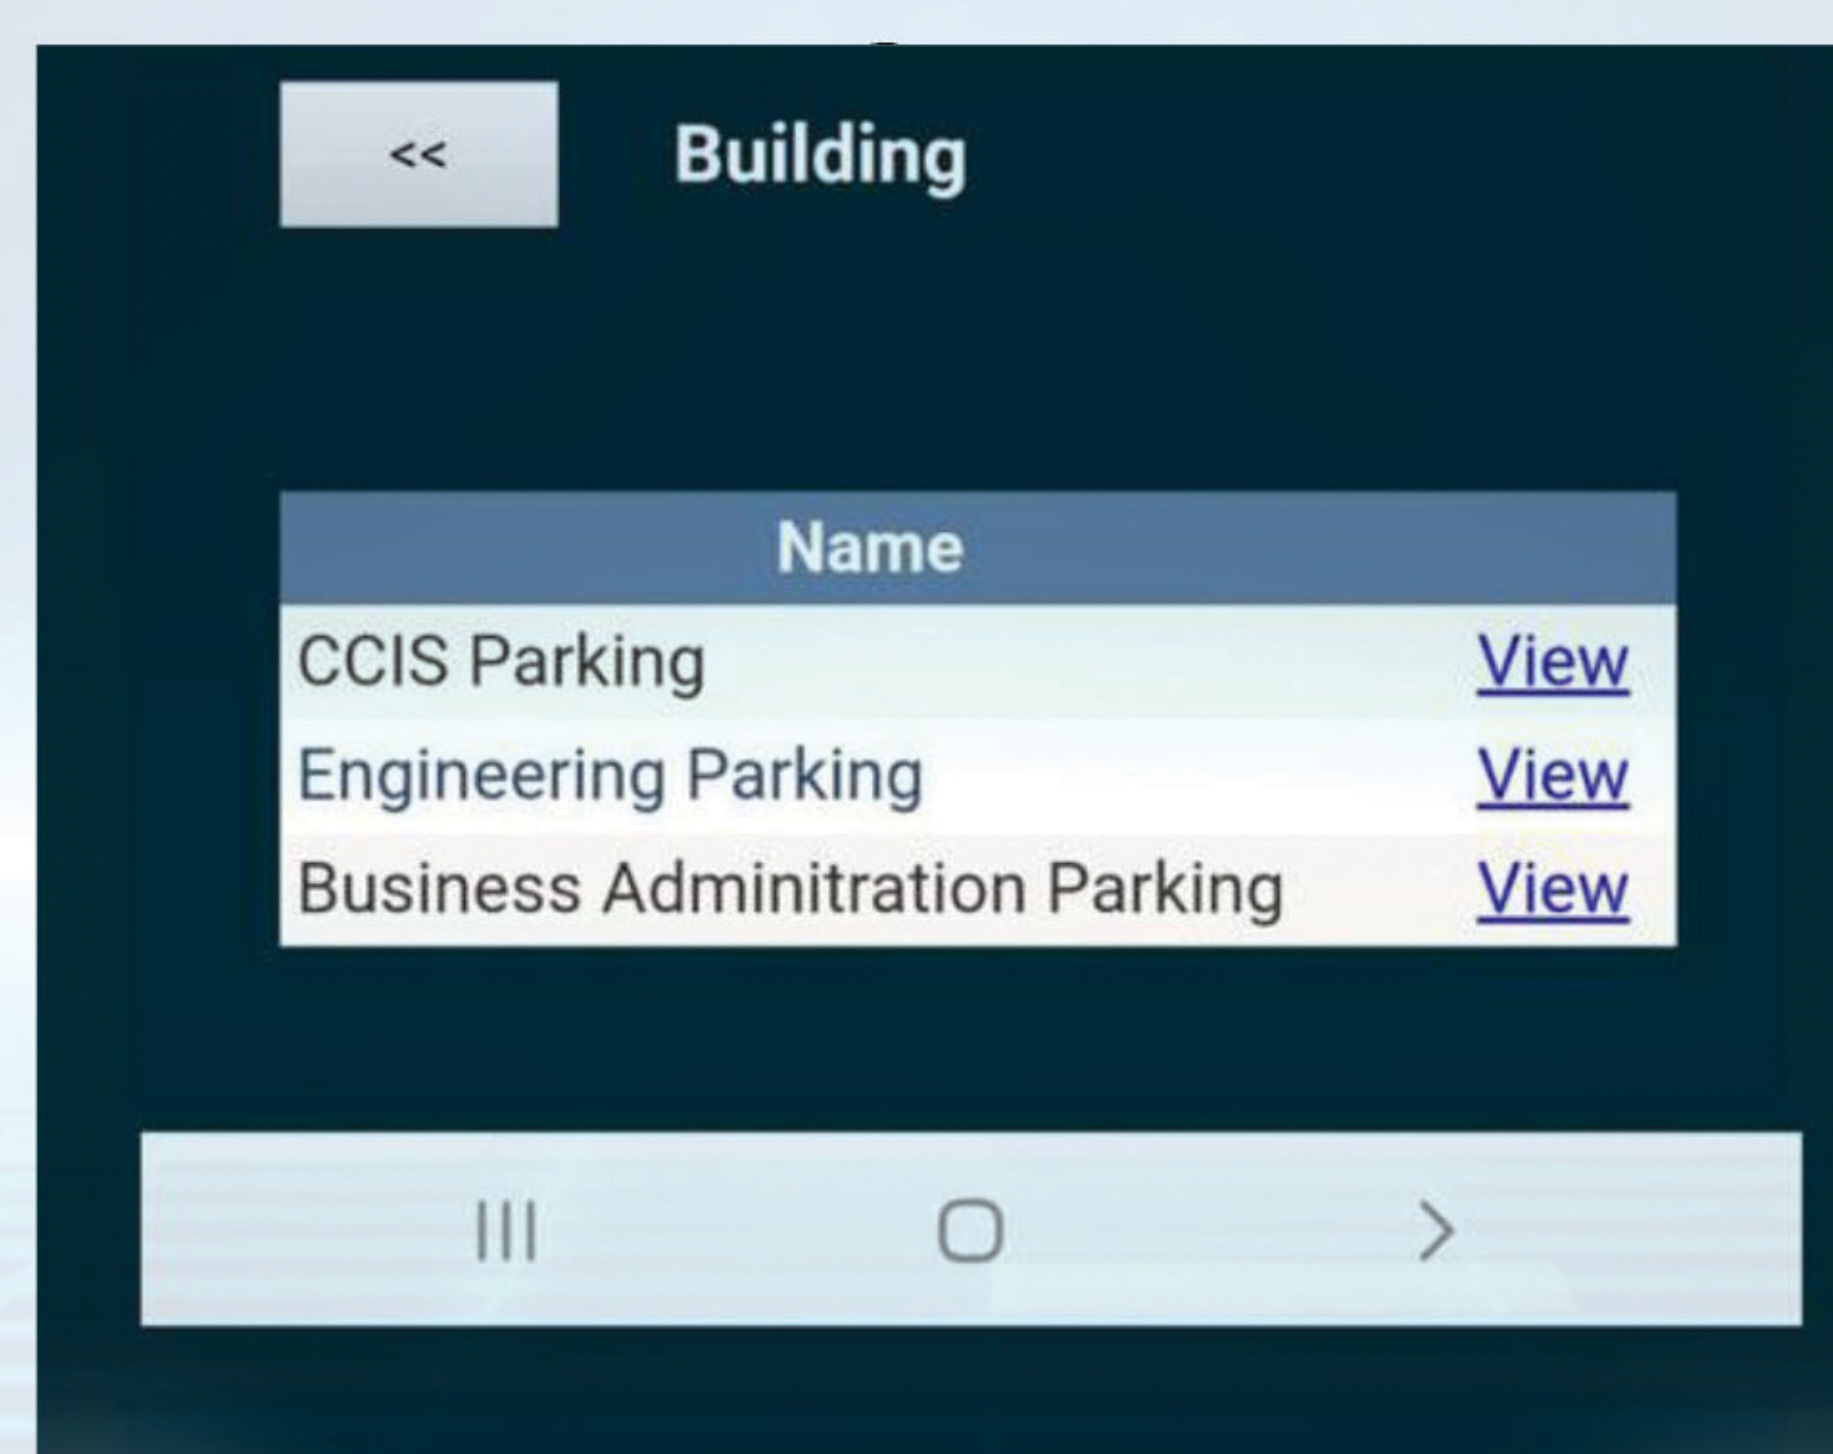 << Building
Name
CCIS Parking View
Engineering Parking View
Business Adminitration Parking View